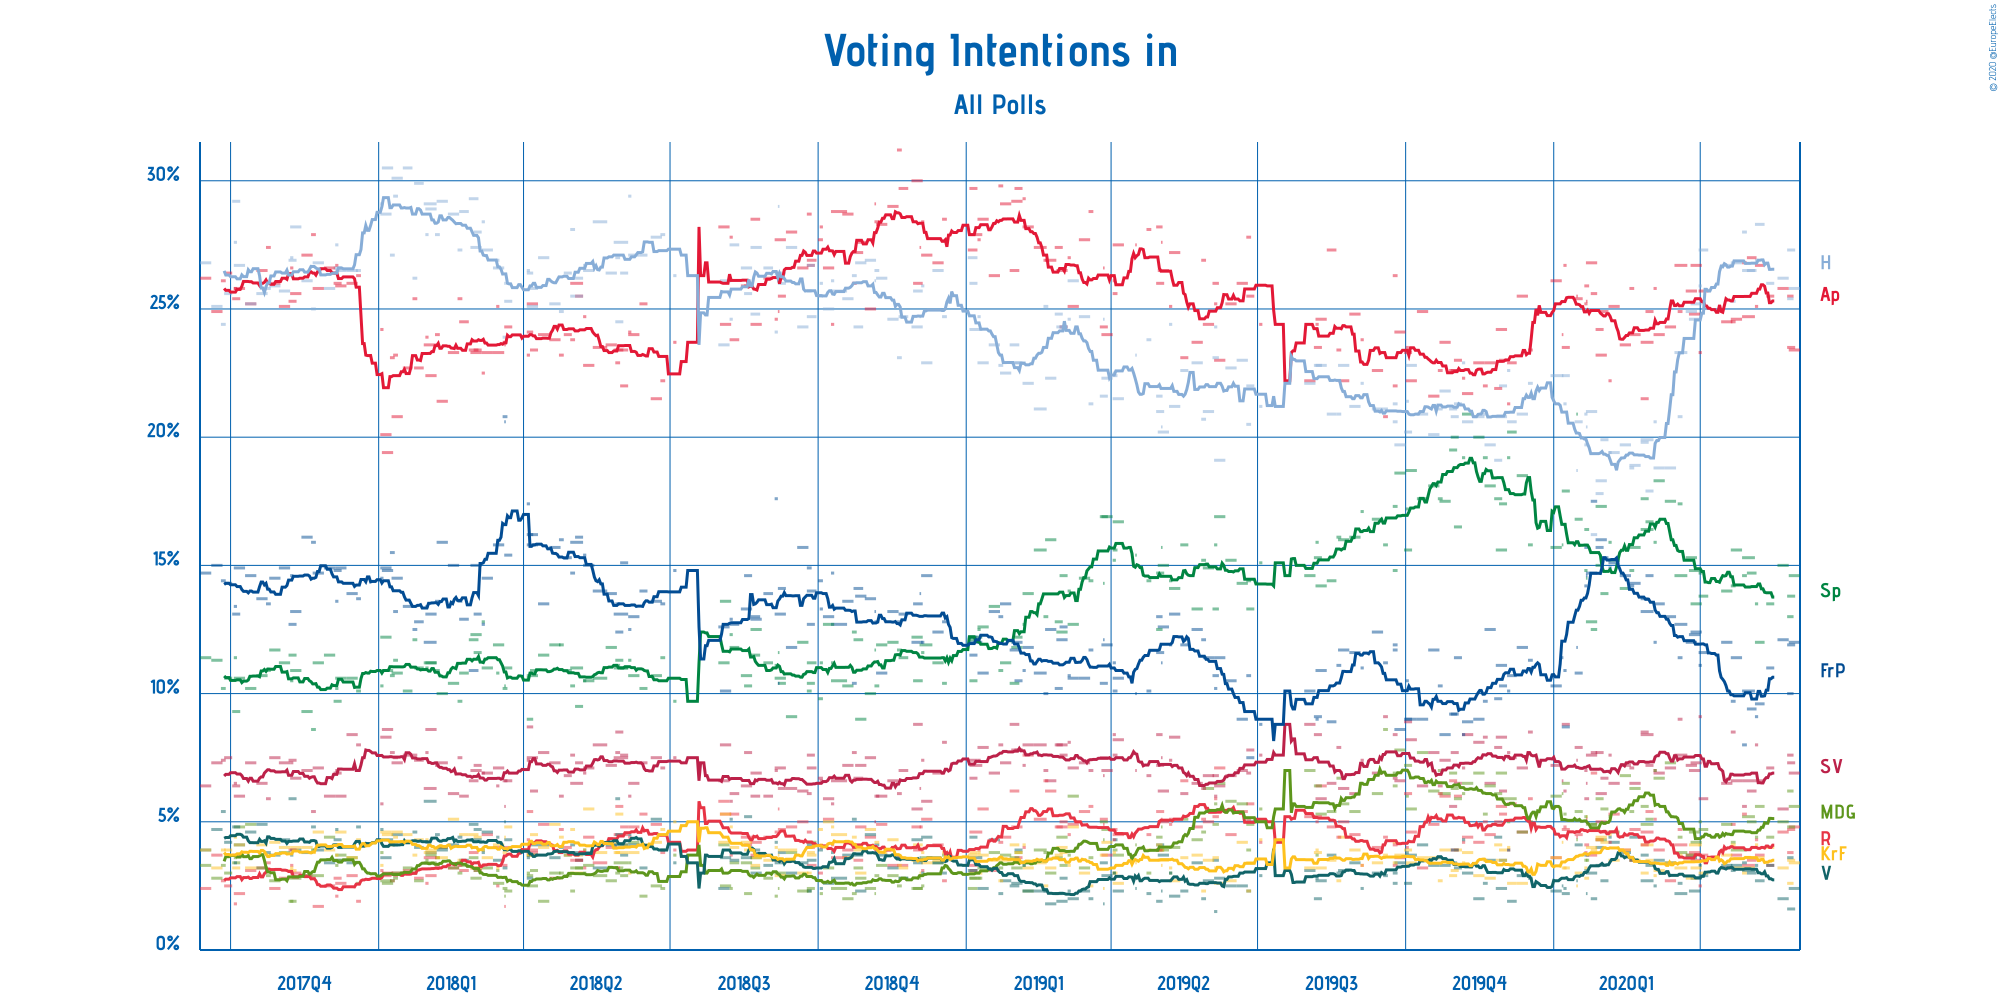 Voting Intentions in
All Polls
© 2020 @EuropeElects
30%
25%
20%
15%
10%
5%
0%
H
Ap
Sp
FrP
SV
MDG
R
KrF
V
2017Q4
2018Q1
2018Q2
2018Q3
2018Q4
2019Q1
2019Q2
2019Q3
2019Q4
2020Q1